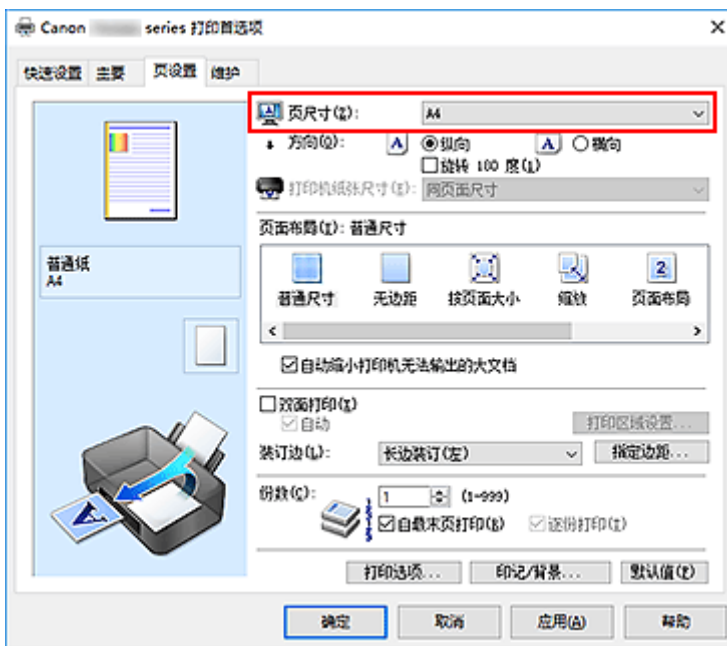 Canon series 打印首选项
快速设置 主要 页设置 维护
页尺寸(Z): A4
方向(O): A 纵向 A 横向
旋转 180 度(1)
打印机纸张尺寸(E): 同页面尺寸
页面布局(I): 普通尺寸
普通纸
A4
普通尺寸 无边距 按页面大小 缩放 页面布局
自动缩小打印机无法输出的大文档
双面打印(X)
自动
打印区域设置...
装订边(L): 长边装订(左) 指定边距...
份数(C): 1 (1-999)
自最末页打印(B) 逐份打印(T)
打印选项... 印记/背景... 默认值(F)
确定 取消 应用(A) 帮助